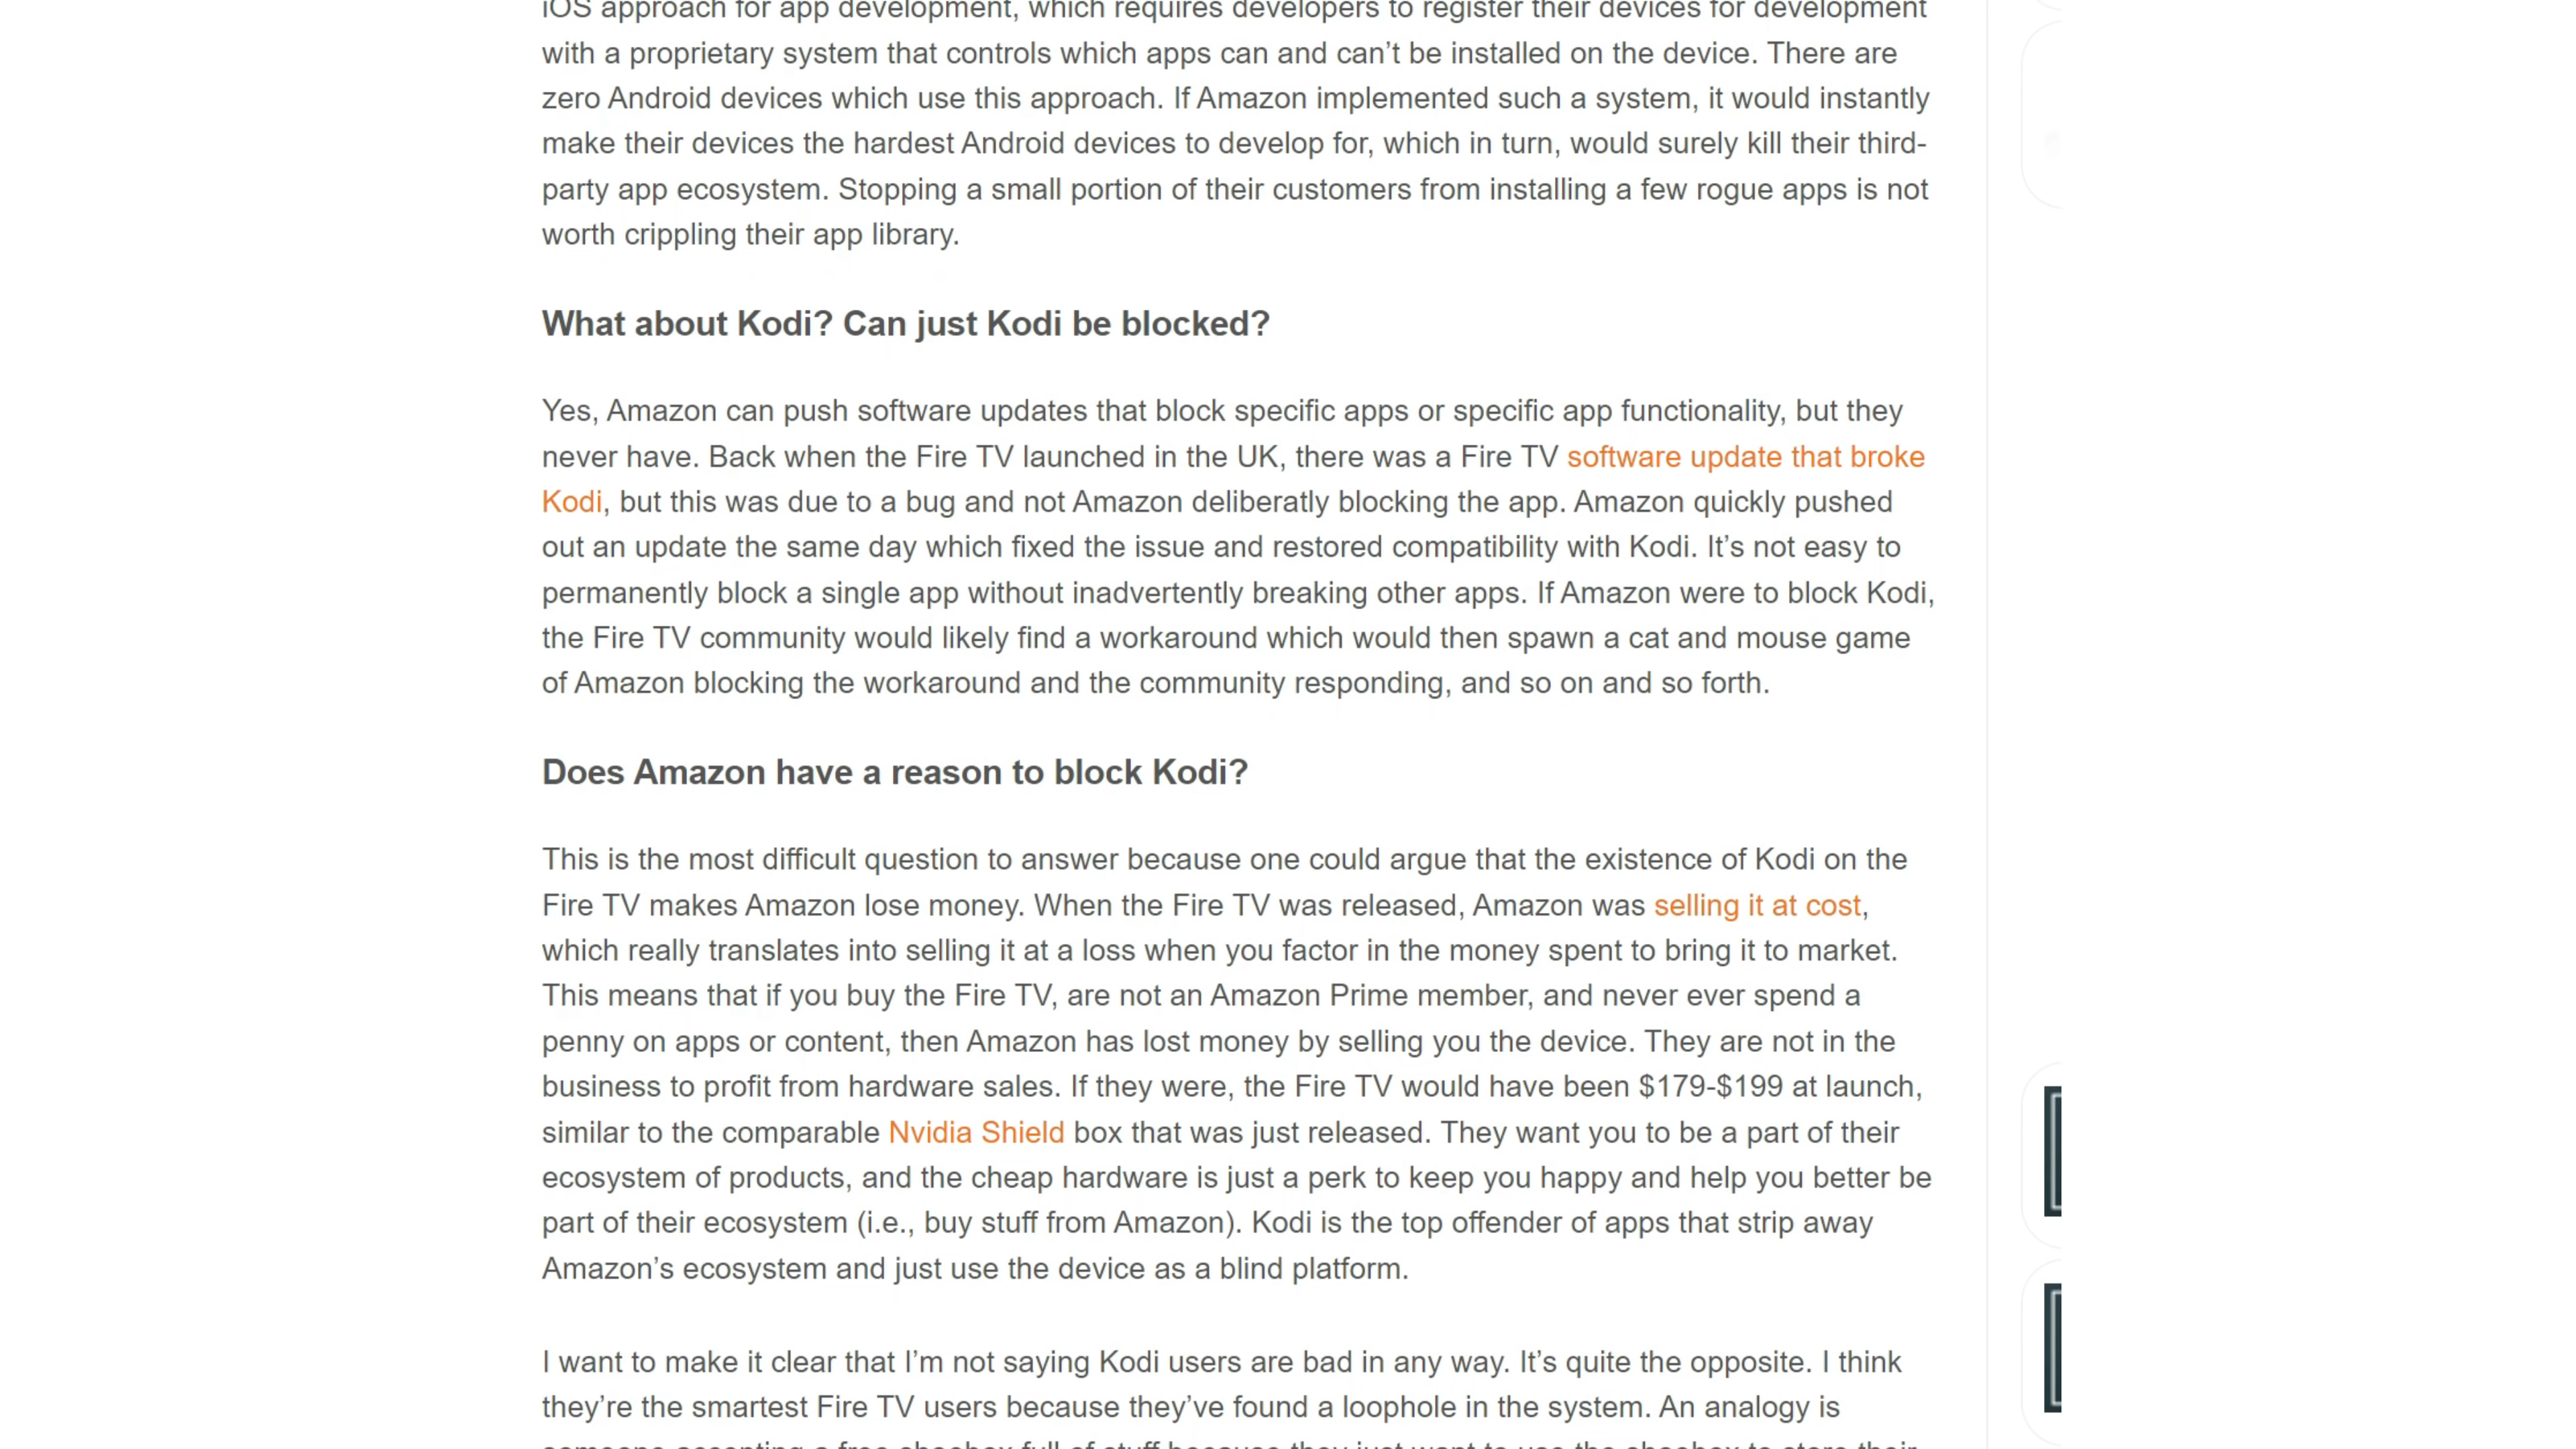 iOS approach for app development, which requires developers to register their devices for development
with a proprietary system that controls which apps can and can’t be installed on the device. There are
zero Android devices which use this approach. If Amazon implemented such a system, it would instantly
make their devices the hardest Android devices to develop for, which in turn, would surely kill their third-
party app ecosystem. Stopping a small portion of their customers from installing a few rogue apps is not
worth crippling their app library.
What about Kodi? Can just Kodi be blocked?
Yes, Amazon can push software updates that block specific apps or specific app functionality, but they
never have. Back when the Fire TV launched in the UK, there was a Fire TV software update that broke
Kodi, but this was due to a bug and not Amazon deliberatly blocking the app. Amazon quickly pushed
out an update the same day which fixed the issue and restored compatibility with Kodi. It’s not easy to
permanently block a single app without inadvertently breaking other apps. If Amazon were to block Kodi,
the Fire TV community would likely find a workaround which would then spawn a cat and mouse game
of Amazon blocking the workaround and the community responding, and so on and so forth.
Does Amazon have a reason to block Kodi?
This is the most difficult question to answer because one could argue that the existence of Kodi on the
Fire TV makes Amazon lose money. When the Fire TV was released, Amazon was selling it at cost,
which really translates into selling it at a loss when you factor in the money spent to bring it to market.
This means that if you buy the Fire TV, are not an Amazon Prime member, and never ever spend a
penny on apps or content, then Amazon has lost money by selling you the device. They are not in the
business to profit from hardware sales. If they were, the Fire TV would have been $179-$199 at launch,
similar to the comparable Nvidia Shield box that was just released. They want you to be a part of their
ecosystem of products, and the cheap hardware is just a perk to keep you happy and help you better be
part of their ecosystem (i.e., buy stuff from Amazon). Kodi is the top offender of apps that strip away
Amazon’s ecosystem and just use the device as a blind platform.
I want to make it clear that I’m not saying Kodi users are bad in any way. It’s quite the opposite. I think
they’re the smartest Fire TV users because they’ve found a loophole in the system. An analogy is
someone accepting a free shoebox full of stuff because they just want to use the shoebox to store their